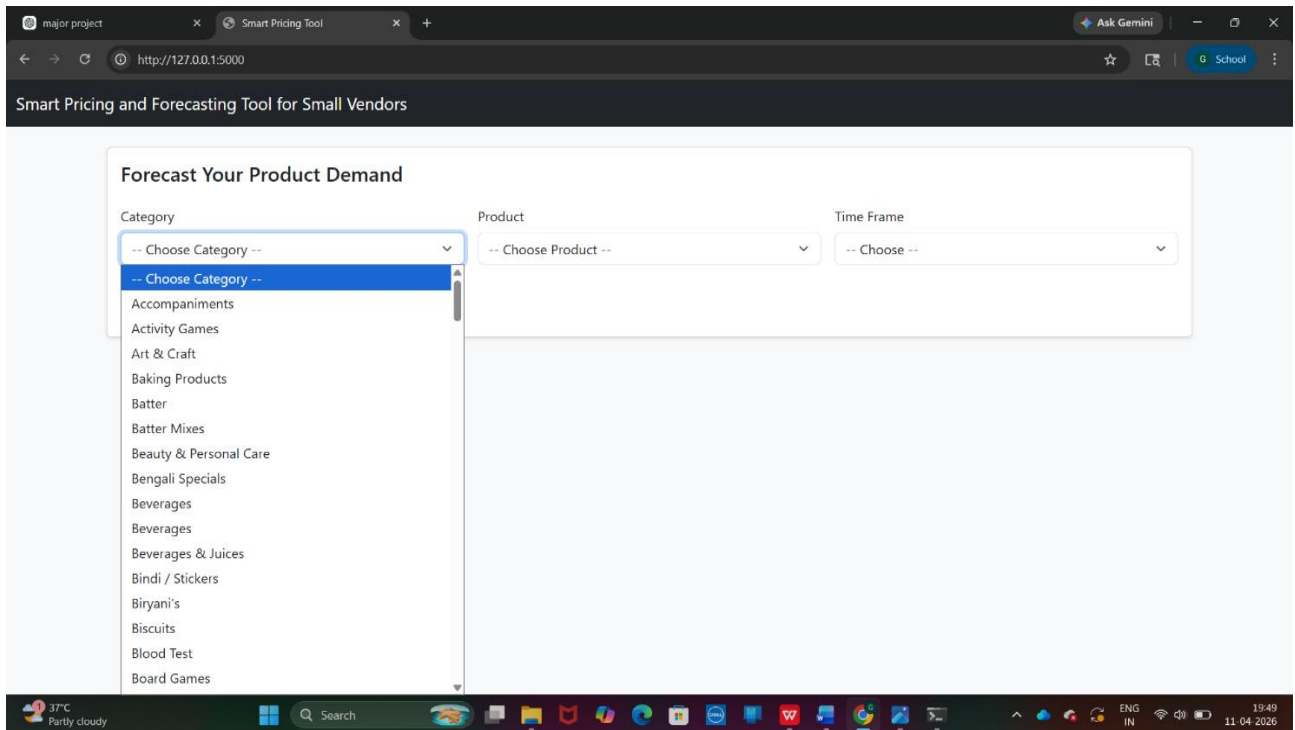 major project
Smart Pricing Tool
Ask Gemini
http://127.0.0.1:5000
G School
Smart Pricing and Forecasting Tool for Small Vendors
Forecast Your Product Demand
Category Product Time Frame
-- Choose Category -- -- Choose Product -- -- Choose --
-- Choose Category --
Accompaniments
Activity Games
Art & Craft
Baking Products
Batter
Batter Mixes
Beauty & Personal Care
Bengali Specials
Beverages
Beverages
Beverages & Juices
Bindi / Stickers
Biryani's
Biscuits
Blood Test
Board Games
1
37°C
Partly cloudy
Search
ENG
IN
19:49
11-04-2026